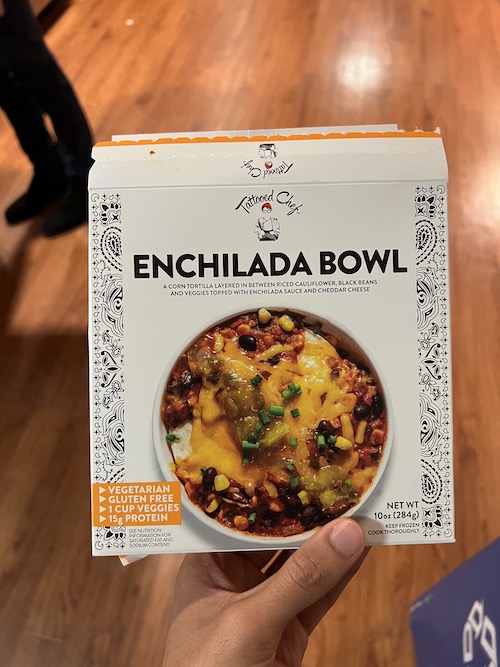 Tattooed Chef
Tattooed Chef
ENCHILADA BOWL
A CORN TORTILLA LAYERED IN BETWEEN RICED CAULIFLOWER, BLACK BEANS
AND VEGGIES TOPPED WITH ENCHILADA SAUCE AND CHEDDAR CHEESE
VEGETARIAN
GLUTEN FREE
1 CUP VEGGIES
15g PROTEIN
SEE NUTRITION
INFORMATION FOR
SATURATED FAT AND
SODIUM CONTENT
NET WT
10oz (284g)
KEEP FROZEN
COOK THOROUGHLY